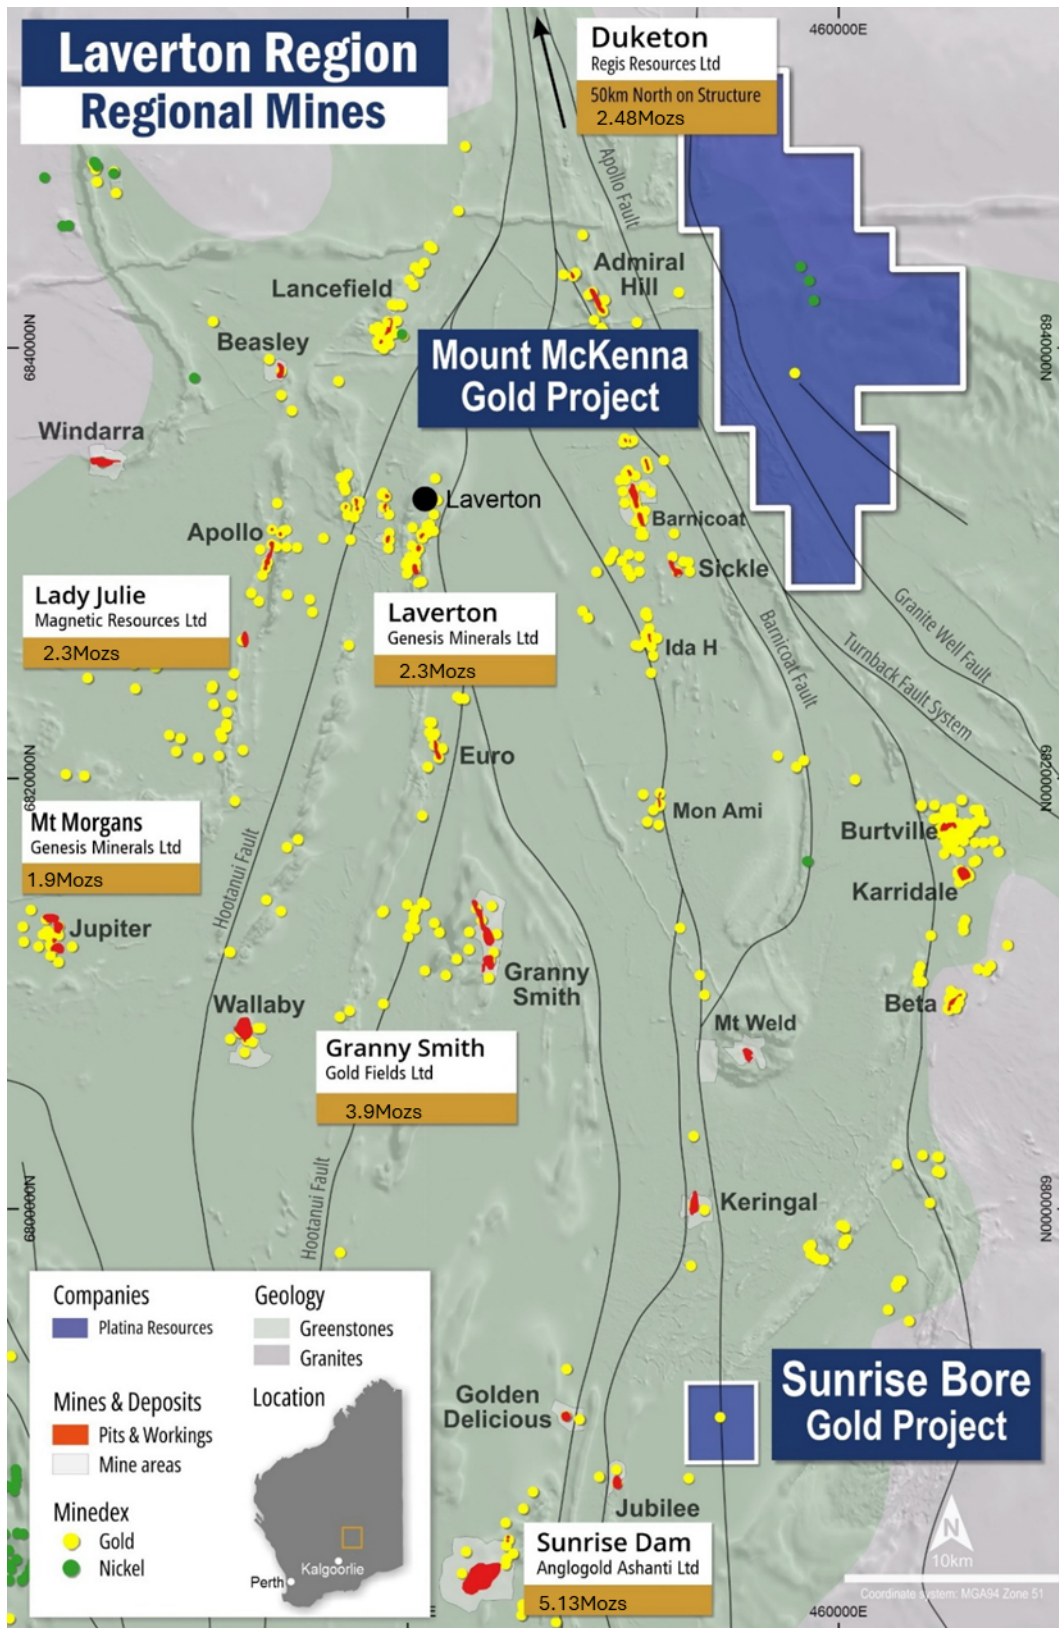 Laverton Region
Regional Mines
460000E
Duketon
Regis Resources Ltd
50km North on Structure
2.48Mozs
Apollo Fault
Admiral
Hill
Lancefield
Beasley
6840000N
6840000N
Mount McKenna
Gold Project
Windarra
Laverton
Barnicoat
Apollo
Sickle
Lady Julie
Magnetic Resources Ltd
2.3Mozs
Laverton
Genesis Minerals Ltd
2.3Mozs
Ida H
Barnicoat Fault
Granite Well Fault
Turnback Fault System
Euro
6820000N
6820000N
Mt Morgans
Genesis Minerals Ltd
1.9Mozs
Mon Ami
Burtville
Karridale
Hootanui Fault
Jupiter
Granny
Smith
Wallaby
Beta
Mt Weld
Granny Smith
Gold Fields Ltd
3.9Mozs
Hootanui Fault
Keringal
6800000N
6800000N
Companies
Platina Resources
Geology
Greenstones
Granites
Mines & Deposits
Pits & Workings
Mine areas
Minedex
Gold
Nickel
Location
Kalgoorlie
Perth
Golden
Delicious
Sunrise Bore
Gold Project
Jubilee
Sunrise Dam
Anglogold Ashanti Ltd
5.13Mozs
N
10km
Coordinate system: MGA94 Zone 51
460000E